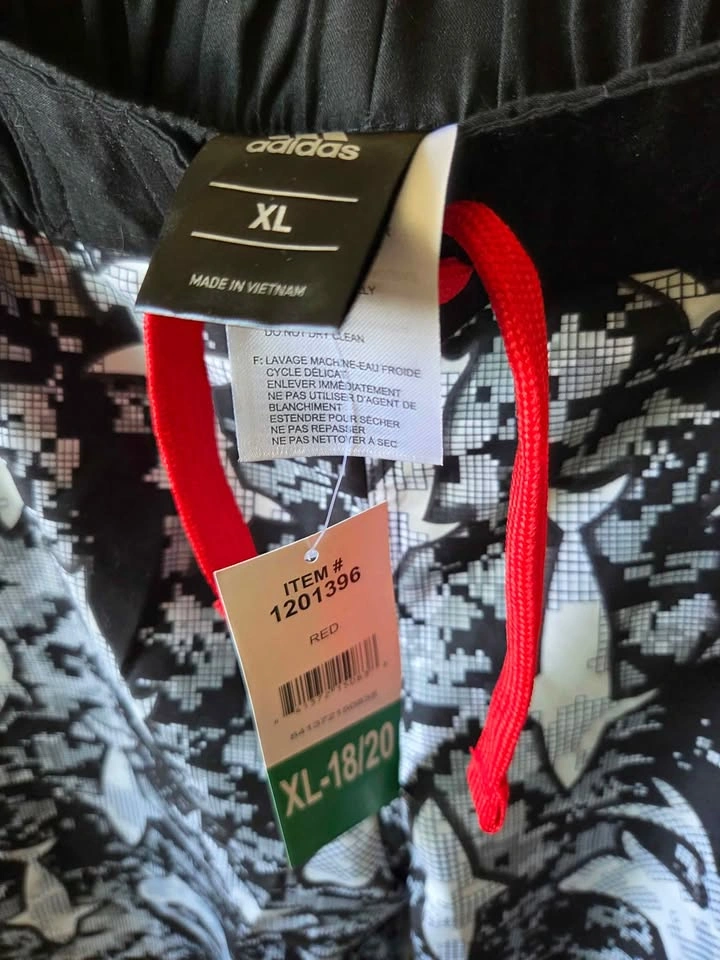 adidas
XL
MADE IN VIETNAM
DO NOT DRY CLEAN
F: LAVAGE MACHINE-EAU FROIDE
CYCLE DÉLICAT
ENLEVER IMMÉDIATEMENT
NE PAS UTILISER D'AGENT DE
BLANCHIMENT
ESTENDRE POUR SÉCHER
NE PAS REPASSER
NE PAS NETTOYER À SEC
ITEM #
1201396
RED
XL-18/20